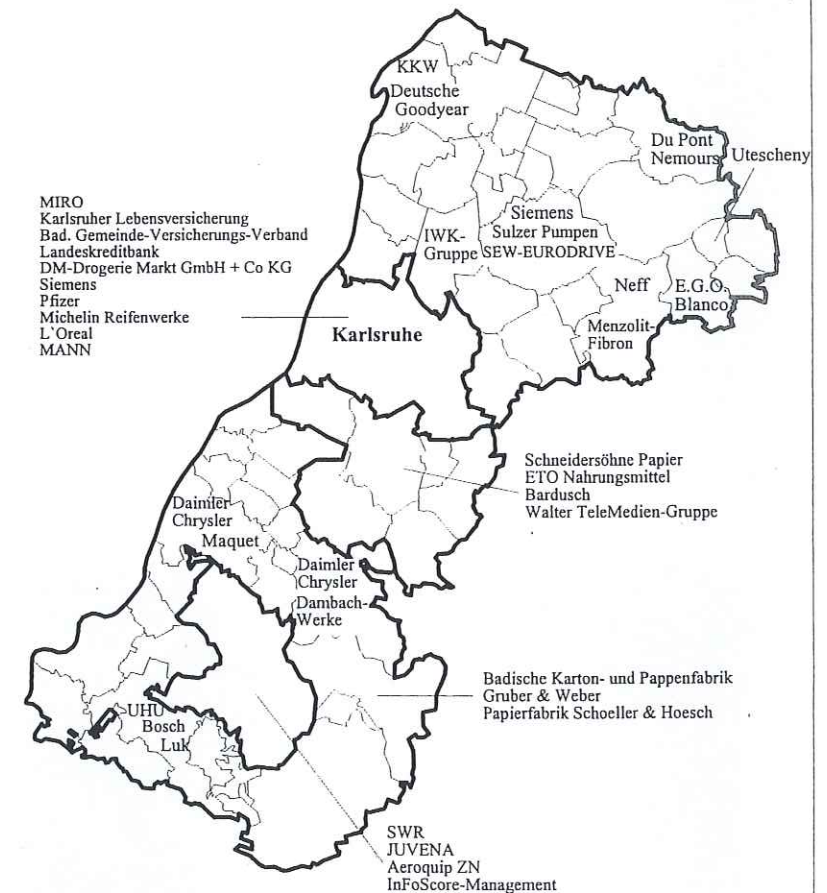 KKW
Deutsche
Goodyear
Du Pont
Nemours
Utescheny
MIRO
Karlsruher Lebensversicherung
Bad. Gemeinde-Versicherungs-Verband
Landeskreditbank
DM-Drogerie Markt GmbH + Co KG
Siemens
Pfizer
Michelin Reifenwerke
L`Oreal
MANN
IWK-
Gruppe
Siemens
Sulzer Pumpen
SEW-EURODRIVE
Neff
E.G.O.
Blanco
Menzolit-
Fibron
Karlsruhe
Schneidersöhne Papier
ETO Nahrungsmittel
Bardusch
Walter TeleMedien-Gruppe
Daimler
Chrysler
Maquet
Daimler
Chrysler
Dambach-
Werke
Badische Karton- und Pappenfabrik
Gruber & Weber
Papierfabrik Schoeller & Hoesch
UHU
Bosch
Luk
SWR
JUVENA
Aeroquip ZN
InFoScore-Management